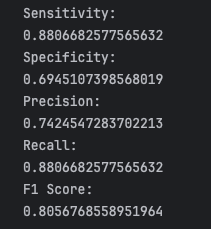 Sensitivity:
0.8806682577565632
Specificity:
0.6945107398568019
Precision:
0.7424547283702213
Recall:
0.8806682577565632
F1 Score:
0.8056768558951964